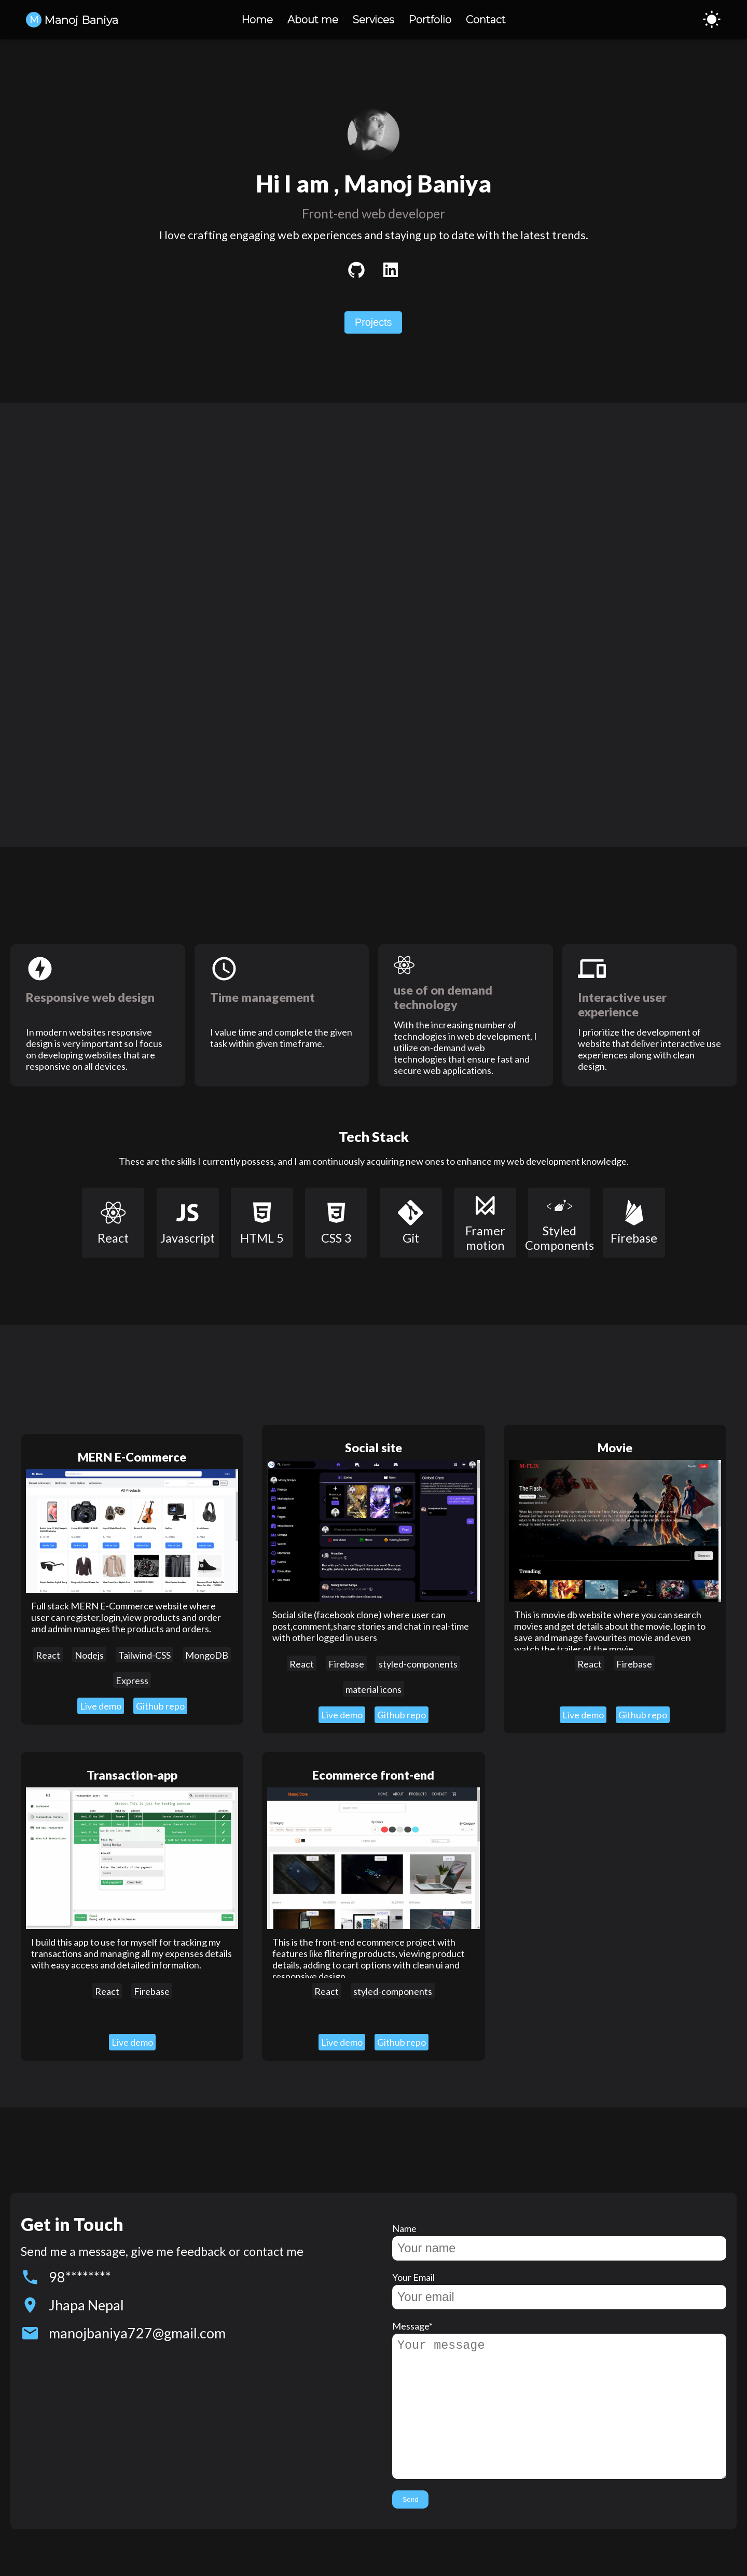 M Manoj Baniya
Home About me Services Portfolio Contact
Hi I am , Manoj Baniya
Front-end web developer
I love crafting engaging web experiences and staying up to date with the latest trends.
Projects
Responsive web design
In modern websites responsive
design is very important so I focus
on developing websites that are
responsive on all devices.
Time management
I value time and complete the given
task within given timeframe.
use of on demand
technology
With the increasing number of
technologies in web development, I
utilize on-demand web
technologies that ensure fast and
secure web applications.
Interactive user
experience
I prioritize the development of
website that deliver interactive use
experiences along with clean
design.
Tech Stack
These are the skills I currently possess, and I am continuously acquiring new ones to enhance my web development knowledge.
React
JS
Javascript
HTML 5
CSS 3
Git
Framer
motion
Styled
Components
Firebase
MERN E-Commerce
All Products
Full stack MERN E-Commerce website where
user can register,login,view products and order
and admin manages the products and orders.
React Nodejs Tailwind-CSS MongoDB
Express
Live demo Github repo
Social site
Social site (facebook clone) where user can
post,comment,share stories and chat in real-time
with other logged in users
React Firebase styled-components
material icons
Live demo Github repo
Movie
The Flash
Trending
This is movie db website where you can search
movies and get details about the movie, log in to
save and manage favourites movie and even
watch the trailer of the movie
React Firebase
Live demo Github repo
Transaction-app
I build this app to use for myself for tracking my
transactions and managing all my expenses details
with easy access and detailed information.
React Firebase
Live demo
Ecommerce front-end
HOME ABOUT PRODUCTS CONTACT
This is the front-end ecommerce project with
features like flitering products, viewing product
details, adding to cart options with clean ui and
responsive design
React styled-components
Live demo Github repo
Get in Touch
Send me a message, give me feedback or contact me
98********
Jhapa Nepal
manojbaniya727@gmail.com
Name
Your name
Your Email
Your email
Message*
Your message
Send